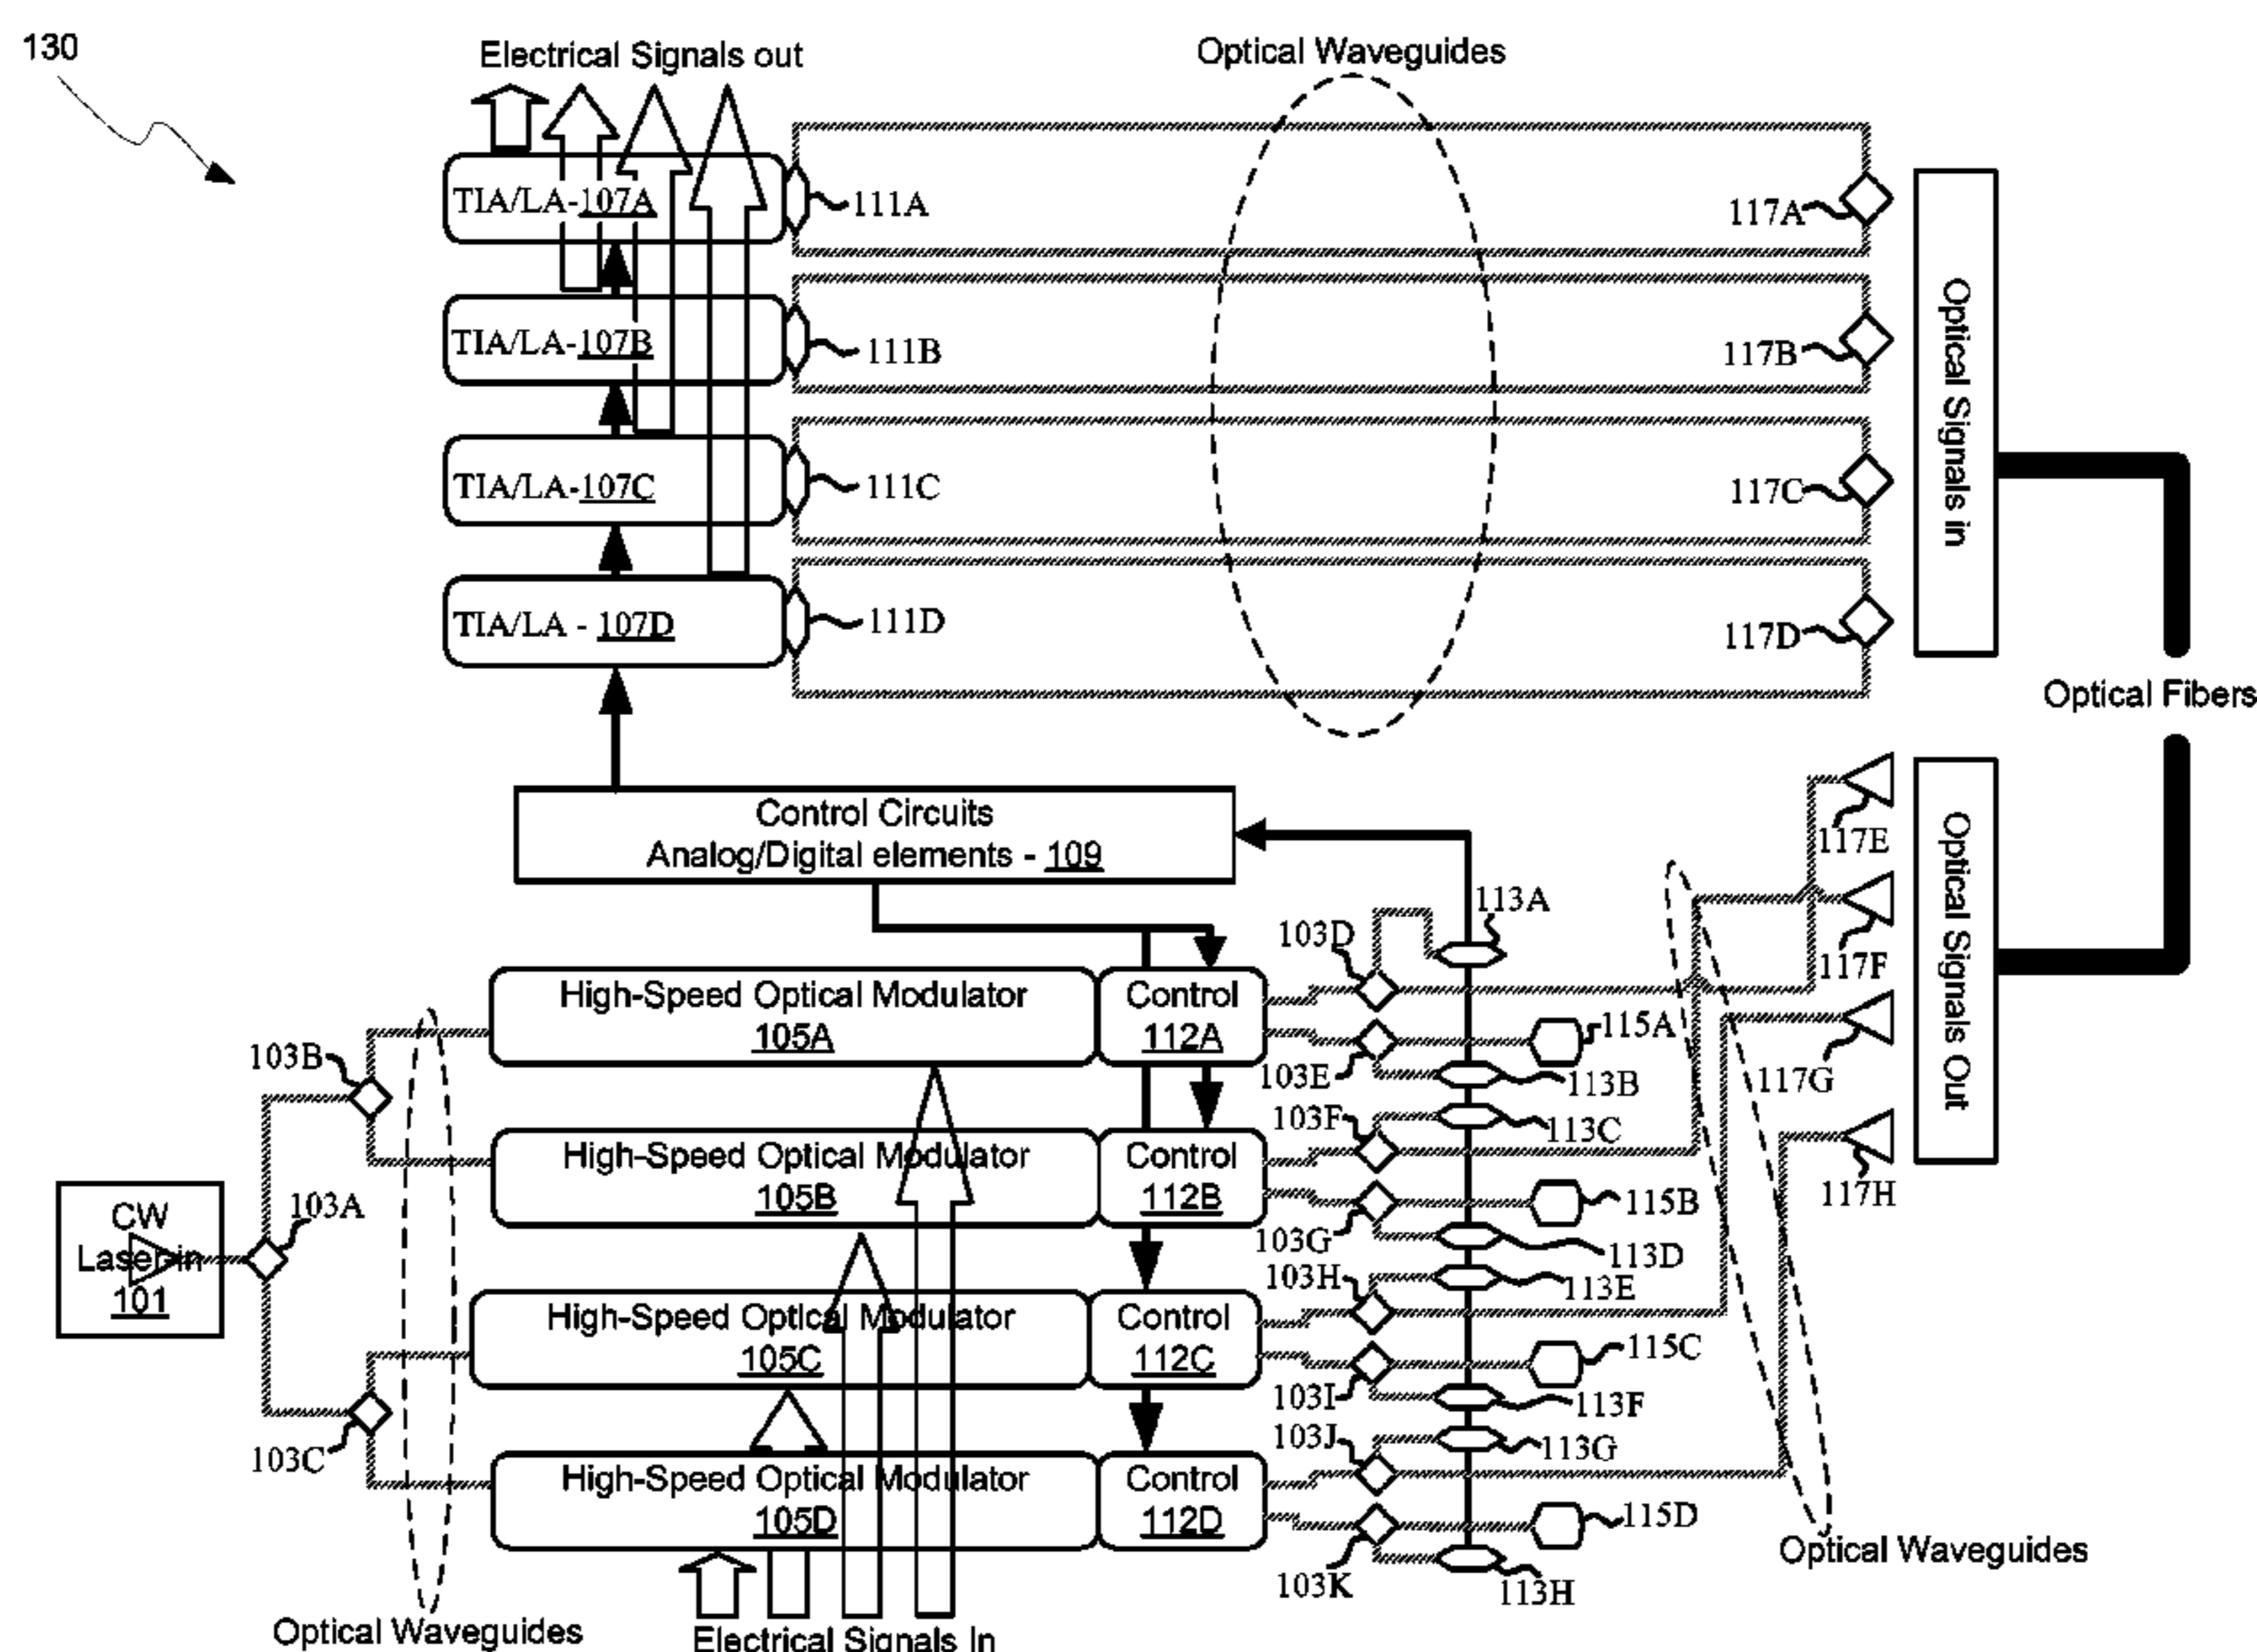 130
Electrical Signals out
Optical Waveguides
TIA/LA-107A
111A
117A
TIA/LA-107B
111B
117B
Optical Signals in
TIA/LA-107C
111C
117C
TIA/LA - 107D
111D
117D
Optical Fibers
Control Circuits
Analog/Digital elements - 109
117E
113A
103D
117F
Optical Signals Out
High-Speed Optical Modulator
105A
Control
112A
115A
103B
103E
113B
117G
103F
113C
High-Speed Optical Modulator
105B
Control
112B
115B
117H
CW
Laser in
101
103A
103G
113D
103H
113E
High-Speed Optical Modulator
105C
Control
112C
115C
103I
113F
103C
103J
113G
High-Speed Optical Modulator
105D
Control
112D
115D
Optical Waveguides
103K
113H
Optical Waveguides
Electrical Signals In